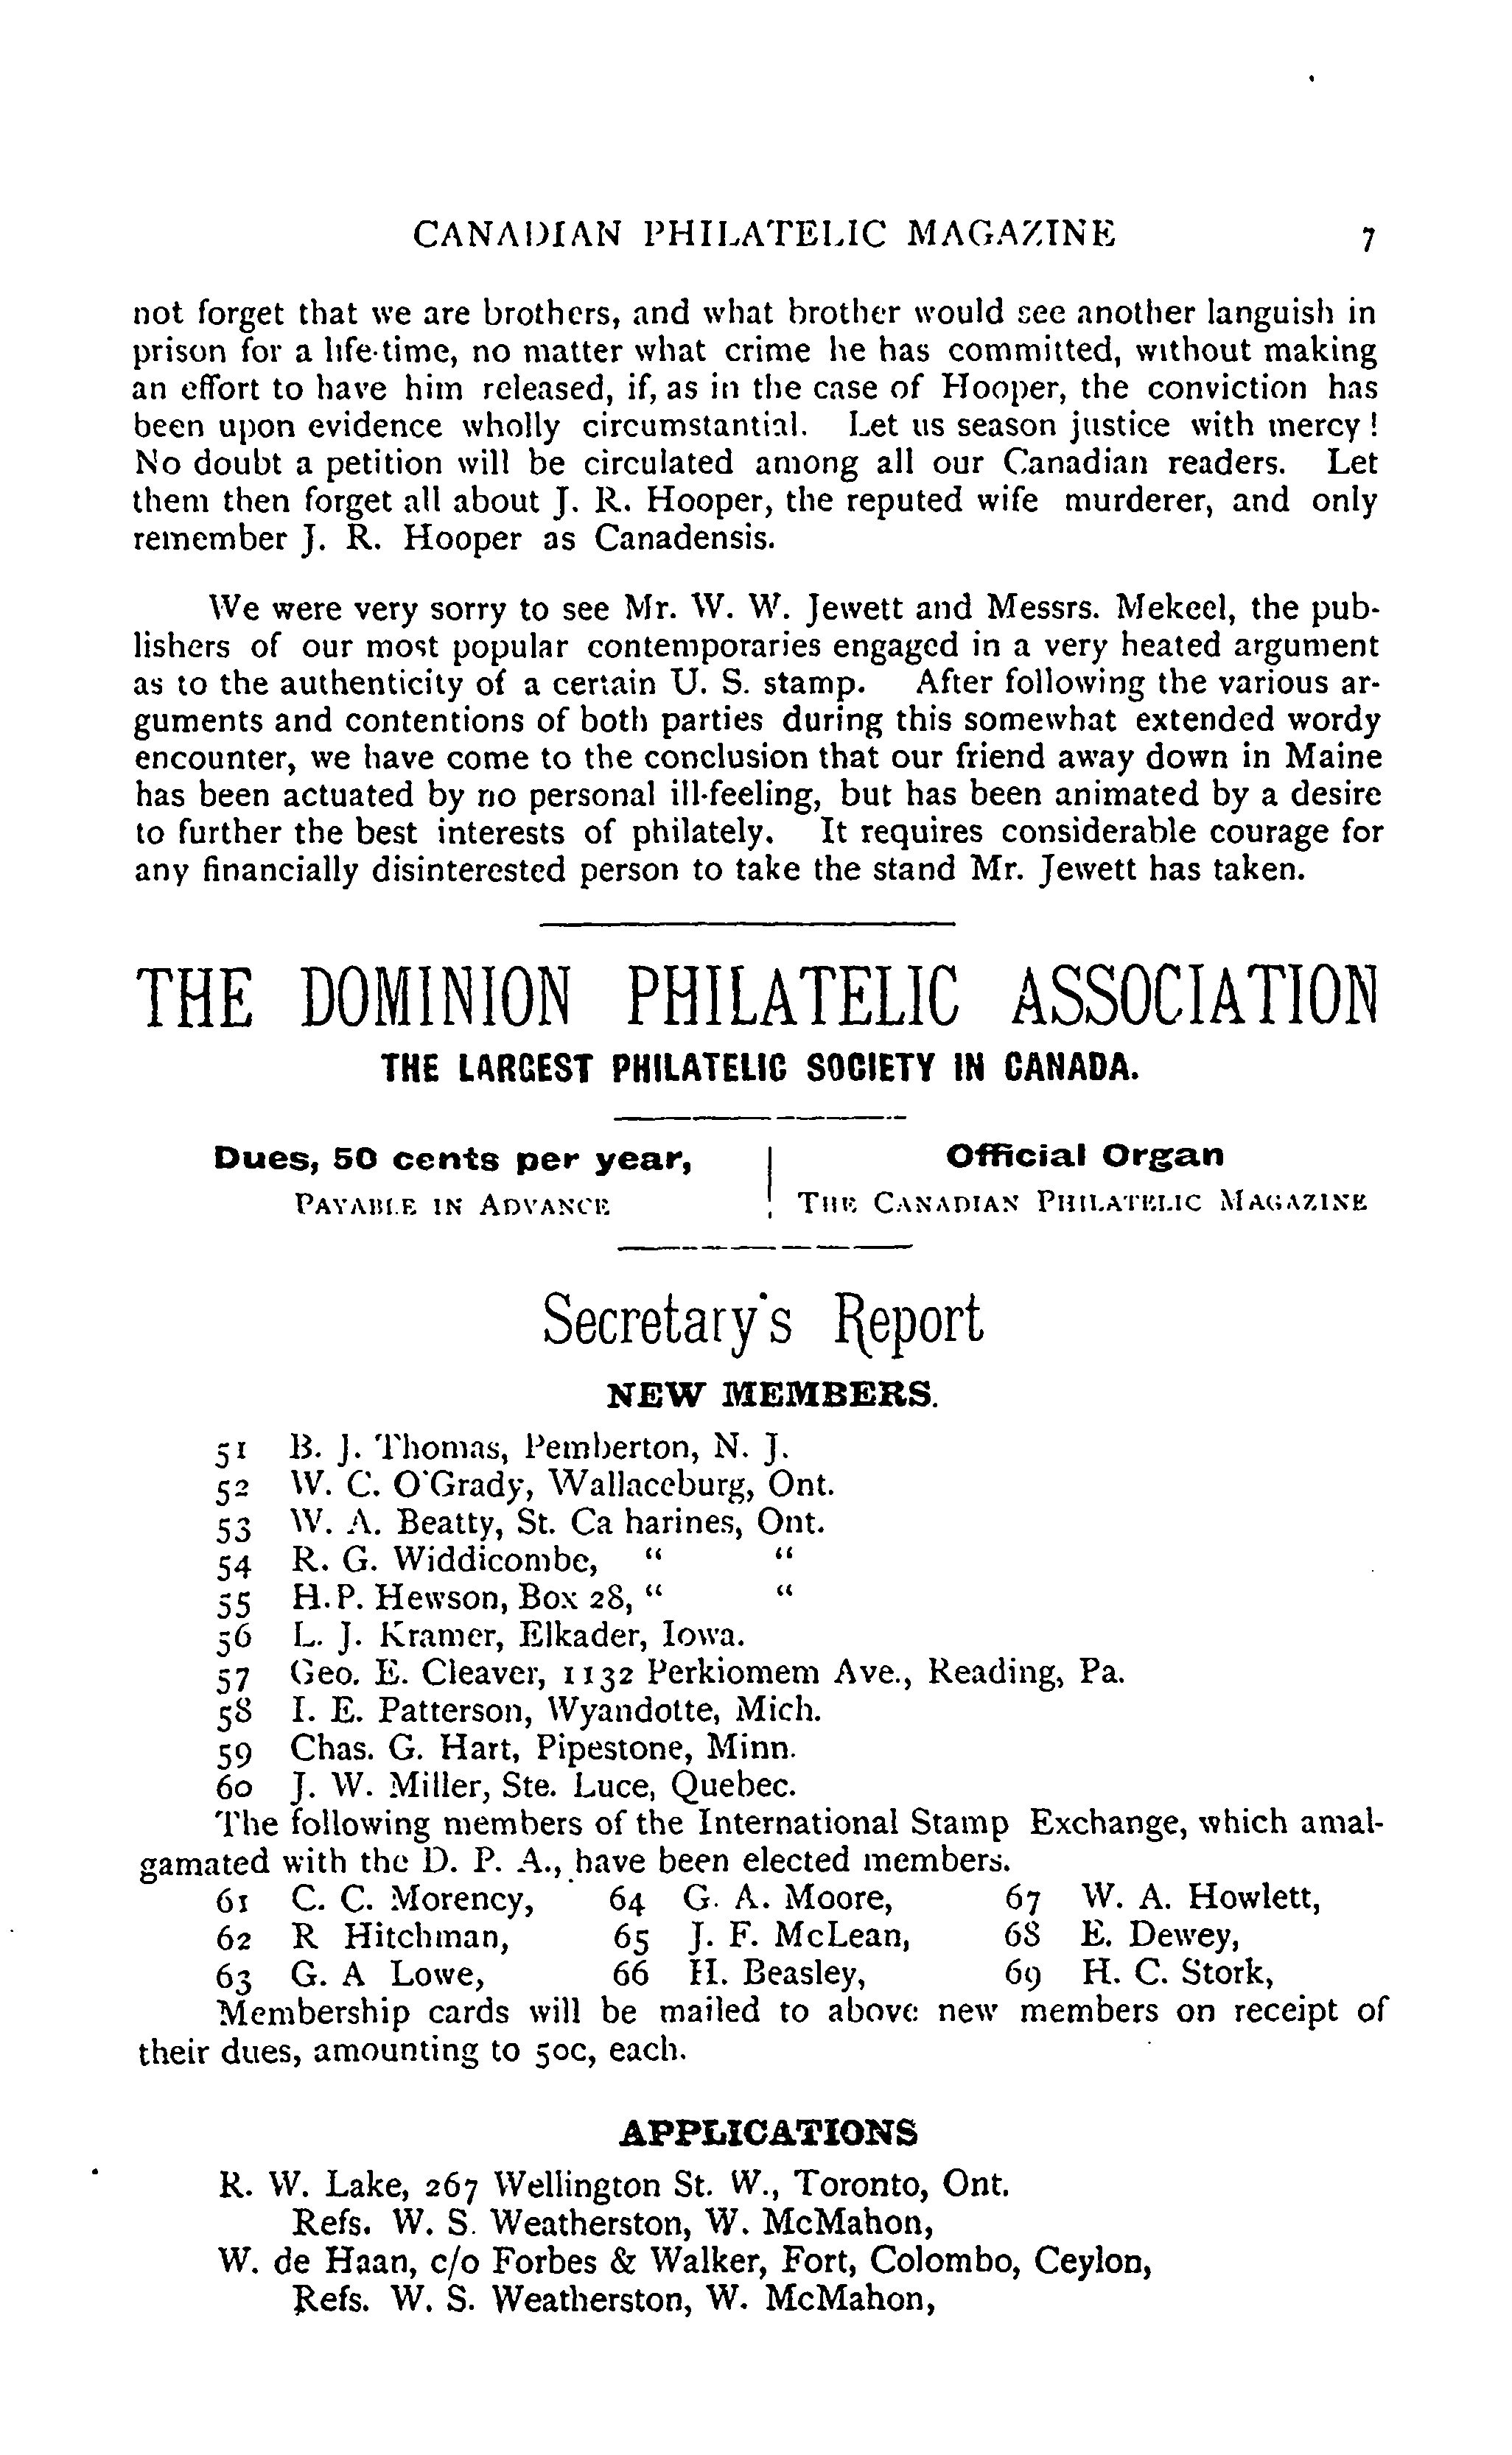 CANADIAN PHILATELIC MAGAZINE 7
not forget that we are brothers, and what brother would see another languish in
prison for a life-time, no matter what crime he has committed, without making
an effort to have him released, if, as in the case of Hooper, the conviction has
been upon evidence wholly circumstantial. Let us season justice with mercy!
No doubt a petition will be circulated among all our Canadian readers. Let
them then forget all about J. R. Hooper, the reputed wife murderer, and only
remember J. R. Hooper as Canadensis.
We were very sorry to see Mr. W. W. Jewett and Messrs. Mekeel, the pub-
lishers of our most popular contemporaries engaged in a very heated argument
as to the authenticity of a certain U. S. stamp. After following the various ar-
guments and contentions of both parties during this somewhat extended wordy
encounter, we have come to the conclusion that our friend away down in Maine
has been actuated by no personal ill-feeling, but has been animated by a desire
to further the best interests of philately. It requires considerable courage for
any financially disinterested person to take the stand Mr. Jewett has taken.
THE DOMINION PHILATELIC ASSOCIATION
THE LARGEST PHILATELIC SOCIETY IN CANADA.
Dues, 50 cents per year,
PAYABLE IN ADVANCE
Official Organ
THE CANADIAN PHILATELIC MAGAZINE
Secretary's Report
NEW MEMBERS.
51 B. J. Thomas, Pemberton, N. J.
52 W. C. O'Grady, Wallaceburg, Ont.
53 W. A. Beatty, St. Ca harines, Ont.
54 R. G. Widdicombe, " "
55 H. P. Hewson, Box 28, " "
56 L. J. Kramer, Elkader, Iowa.
57 Geo. E. Cleaver, 1132 Perkiomem Ave., Reading, Pa.
58 I. E. Patterson, Wyandotte, Mich.
59 Chas. G. Hart, Pipestone, Minn.
60 J. W. Miller, Ste. Luce, Quebec.
The following members of the International Stamp Exchange, which amal-
gamated with the D. P. A., have been elected members.
61 C. C. Morency, 64 G. A. Moore, 67 W. A. Howlett,
62 R Hitchman, 65 J. F. McLean, 68 E. Dewey,
63 G. A Lowe, 66 H. Beasley, 69 H. C. Stork,
Membership cards will be mailed to above new members on receipt of
their dues, amounting to 50c, each.
APPLICATIONS
R. W. Lake, 267 Wellington St. W., Toronto, Ont.
Refs. W. S. Weatherston, W. McMahon,
W. de Haan, c/o Forbes & Walker, Fort, Colombo, Ceylon,
Refs. W. S. Weatherston, W. McMahon,